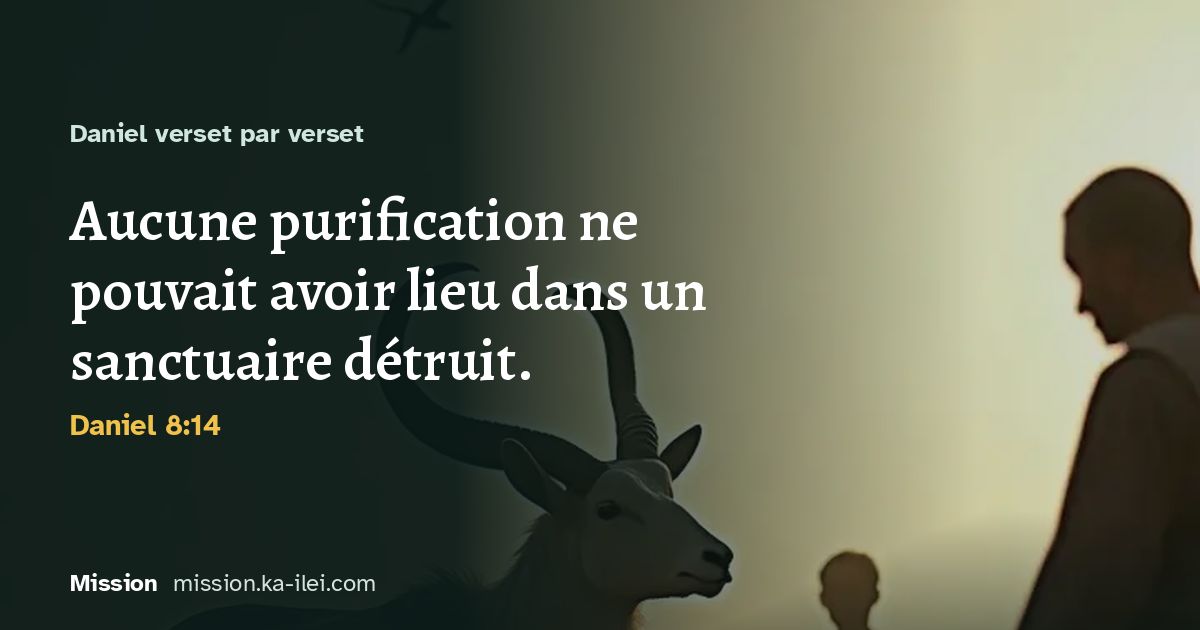 Daniel verset par verset
Aucune purification ne
pouvait avoir lieu dans un
sanctuaire détruit.
Daniel 8:14
Mission mission.ka-ilei.com